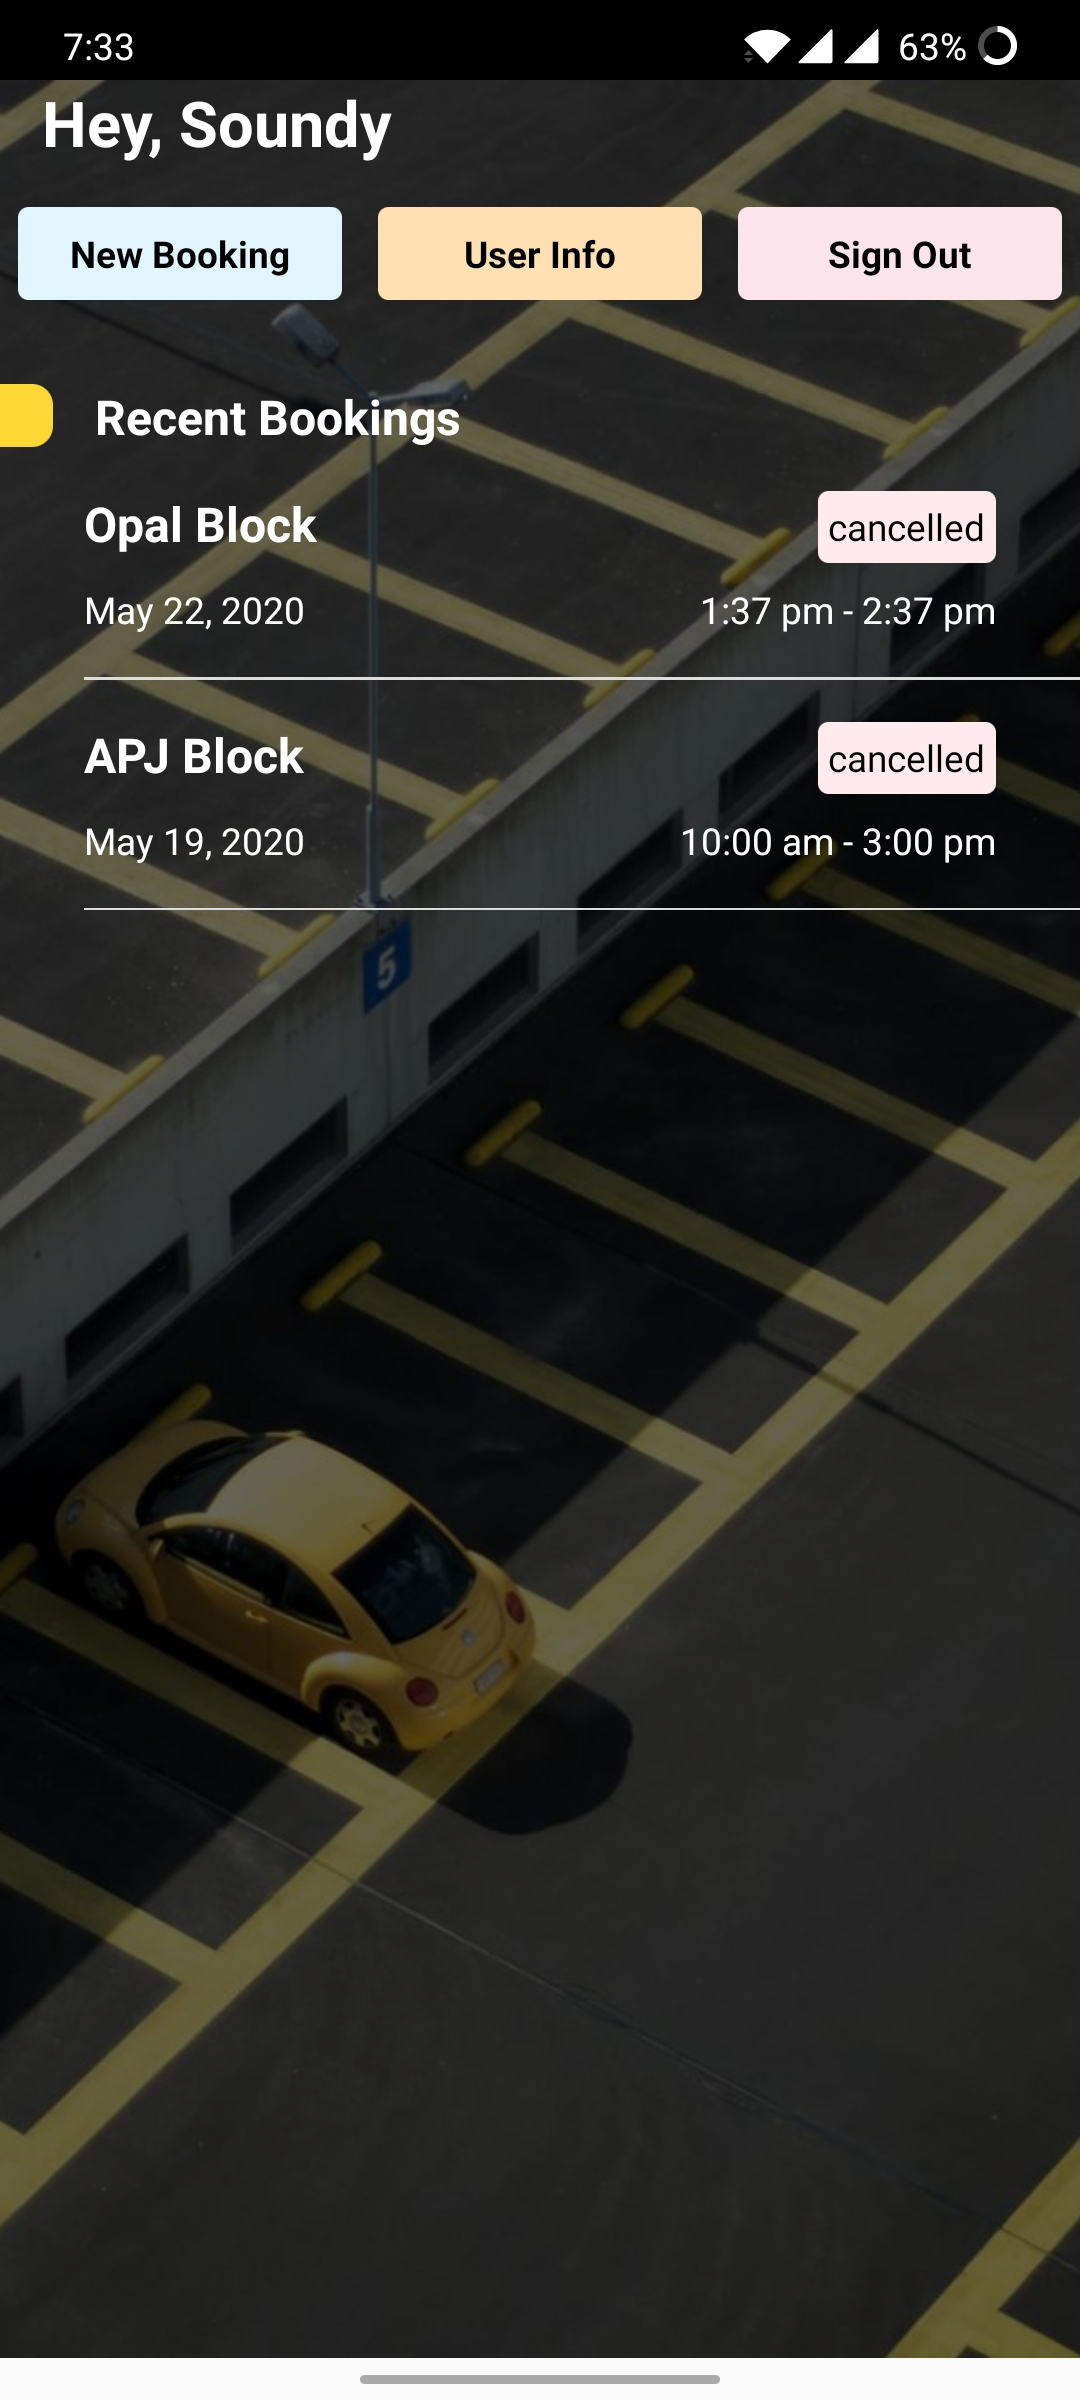 7:33 63%
Hey, Soundy
New Booking User Info Sign Out
Recent Bookings
Opal Block cancelled
May 22, 2020 1:37 pm - 2:37 pm
APJ Block cancelled
May 19, 2020 10:00 am - 3:00 pm
5